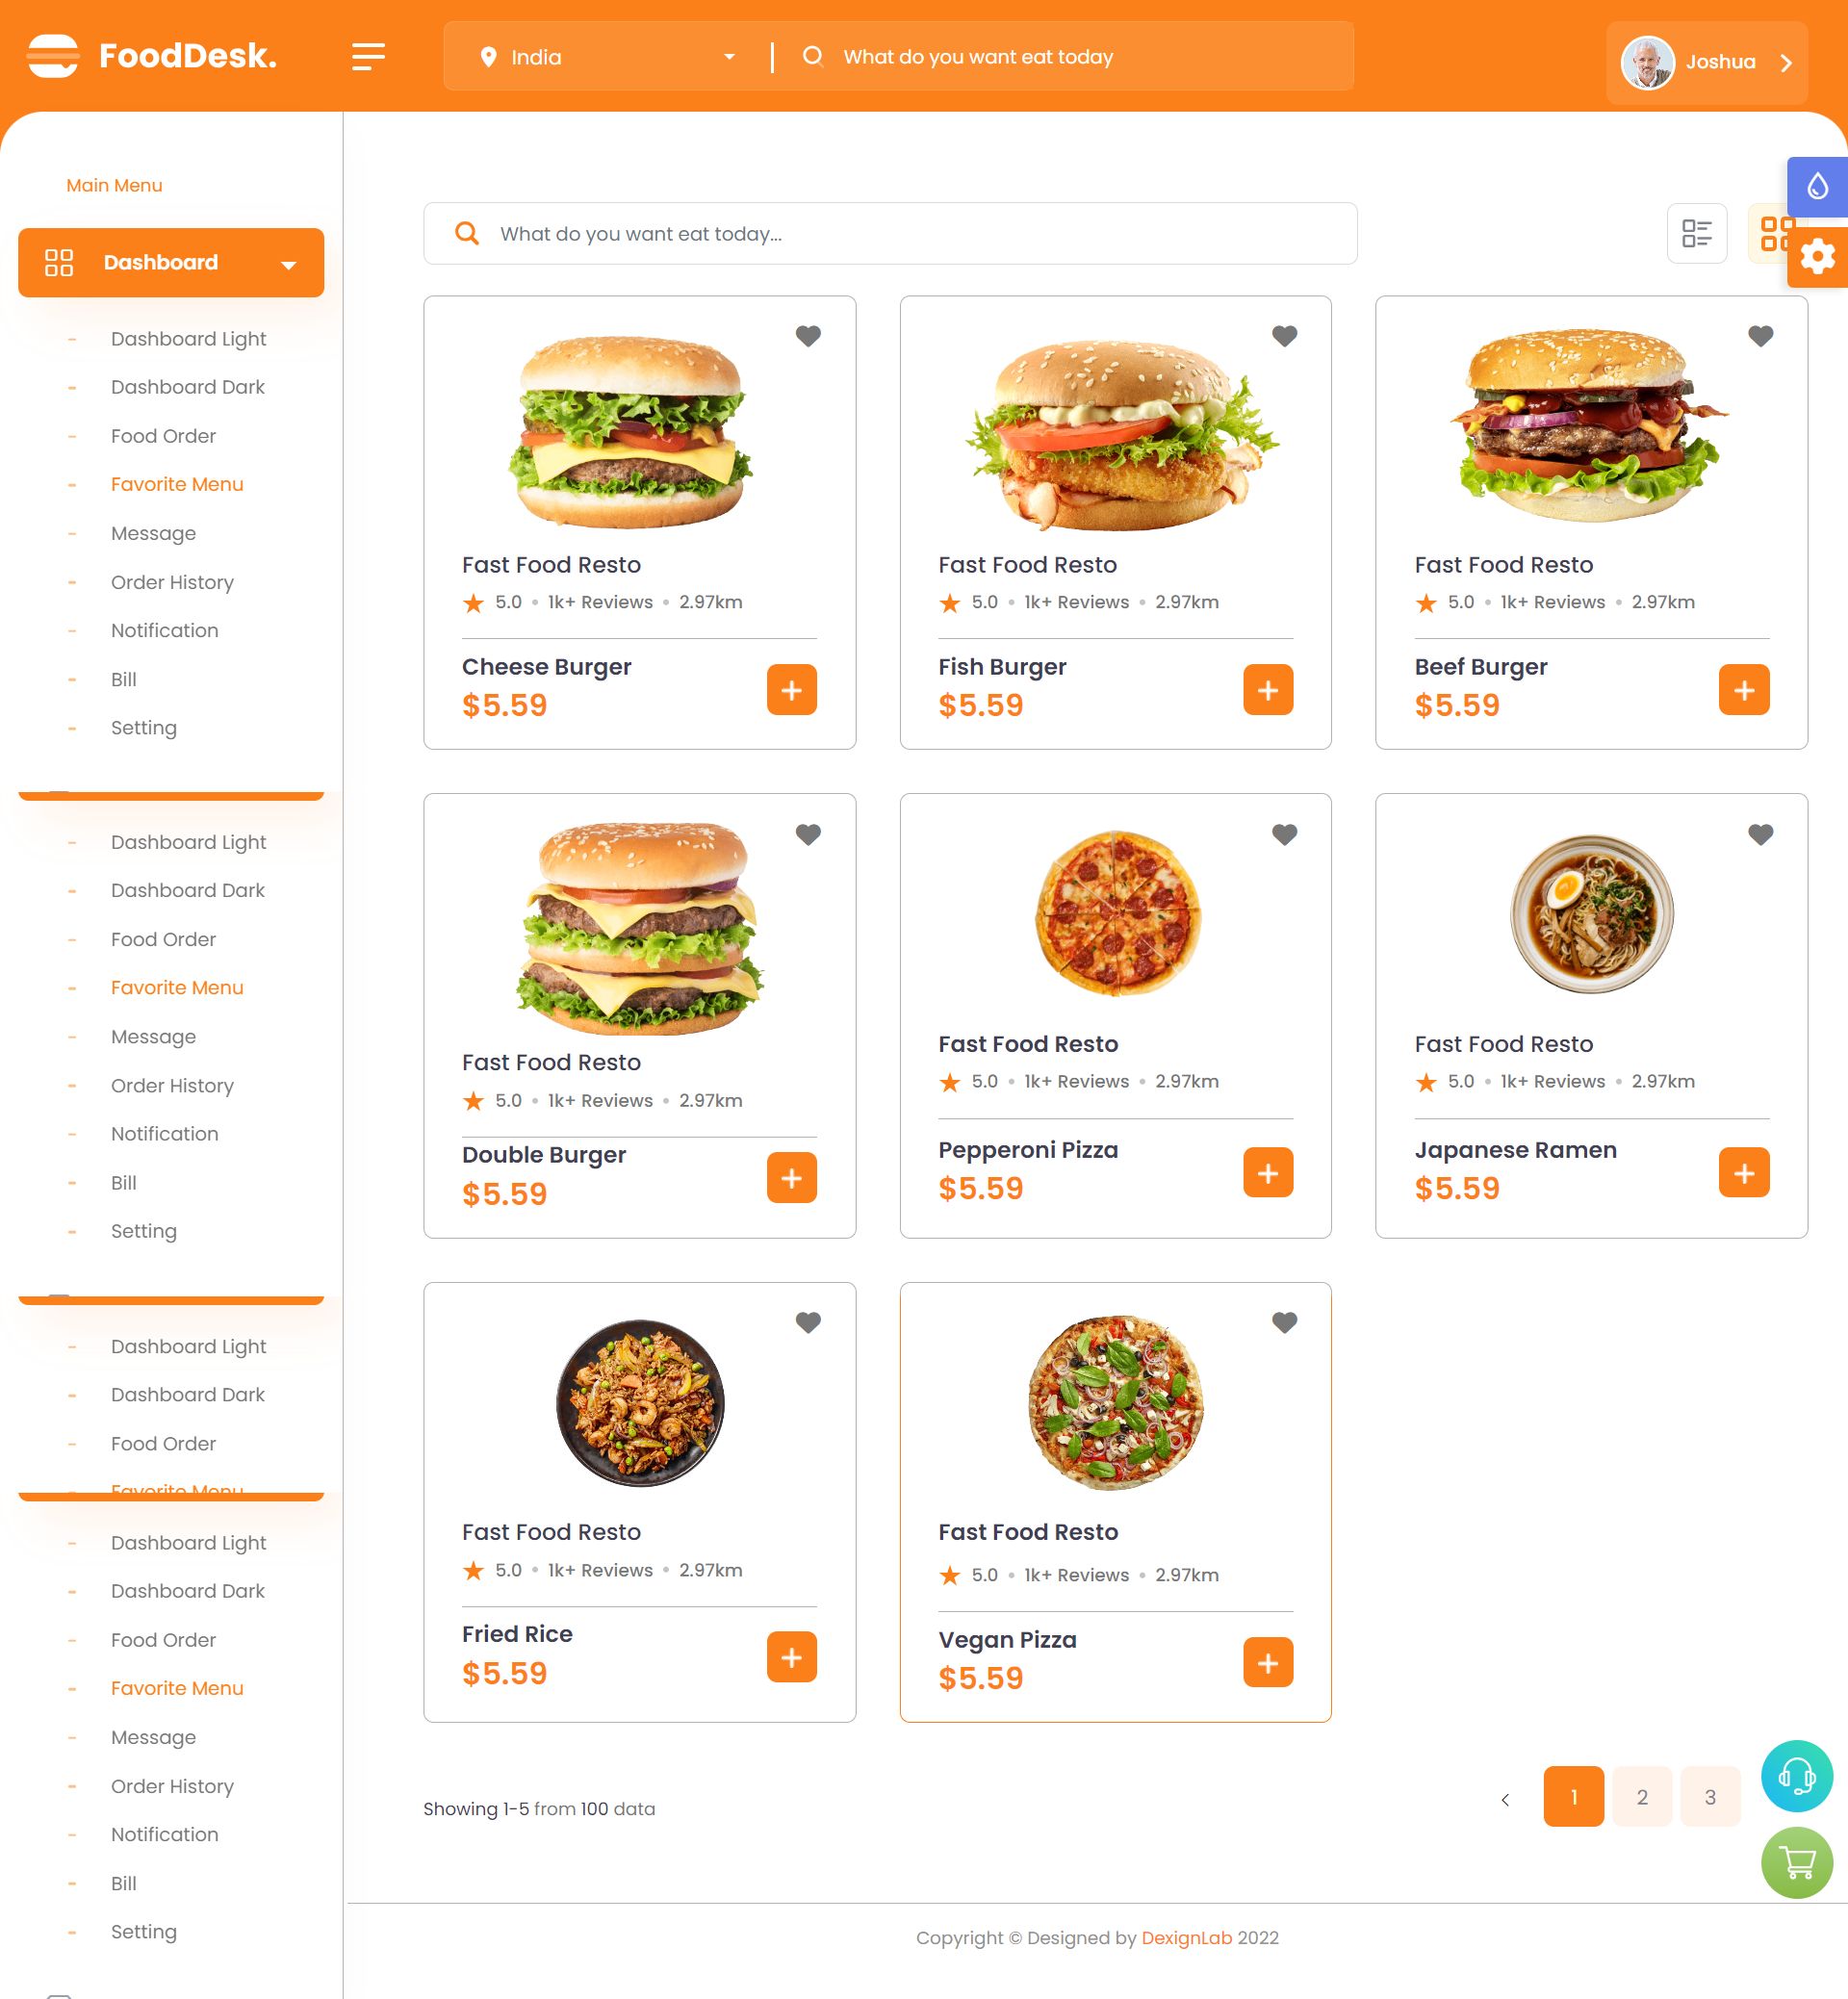 FoodDesk.
India
What do you want eat today
Joshua
Main Menu
Dashboard
Dashboard Light
Dashboard Dark
Food Order
Favorite Menu
Message
Order History
Notification
Bill
Setting
Dashboard Light
Dashboard Dark
Food Order
Favorite Menu
Message
Order History
Notification
Bill
Setting
Dashboard Light
Dashboard Dark
Food Order
Favorite Menu
Dashboard Light
Dashboard Dark
Food Order
Favorite Menu
Message
Order History
Notification
Bill
Setting
What do you want eat today...
Fast Food Resto
5.0 • 1k+ Reviews • 2.97km
Cheese Burger
$5.59
Fast Food Resto
5.0 • 1k+ Reviews • 2.97km
Fish Burger
$5.59
Fast Food Resto
5.0 • 1k+ Reviews • 2.97km
Beef Burger
$5.59
Fast Food Resto
5.0 • 1k+ Reviews • 2.97km
Double Burger
$5.59
Fast Food Resto
5.0 • 1k+ Reviews • 2.97km
Pepperoni Pizza
$5.59
Fast Food Resto
5.0 • 1k+ Reviews • 2.97km
Japanese Ramen
$5.59
Fast Food Resto
5.0 • 1k+ Reviews • 2.97km
Fried Rice
$5.59
Fast Food Resto
5.0 • 1k+ Reviews • 2.97km
Vegan Pizza
$5.59
Showing 1-5 from 100 data
1 2 3
Copyright © Designed by DexignLab 2022